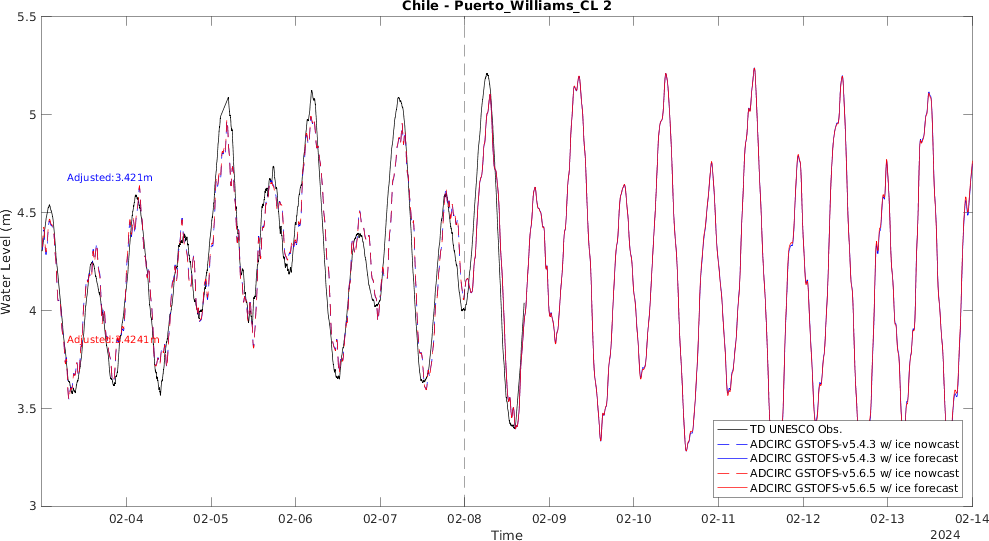 Chile - Puerto_Williams_CL 2
5.5
5
4.5
4
3.5
3
Water Level (m)
Adjusted:3.421m
Adjusted:3.4241m
TD UNESCO Obs.
ADCIRC GSTOFS-v5.4.3 w/ ice nowcast
ADCIRC GSTOFS-v5.4.3 w/ ice forecast
ADCIRC GSTOFS-v5.6.5 w/ ice nowcast
ADCIRC GSTOFS-v5.6.5 w/ ice forecast
02-04 02-05 02-06 02-07 02-08 02-09 02-10 02-11 02-12 02-13 02-14
Time
2024